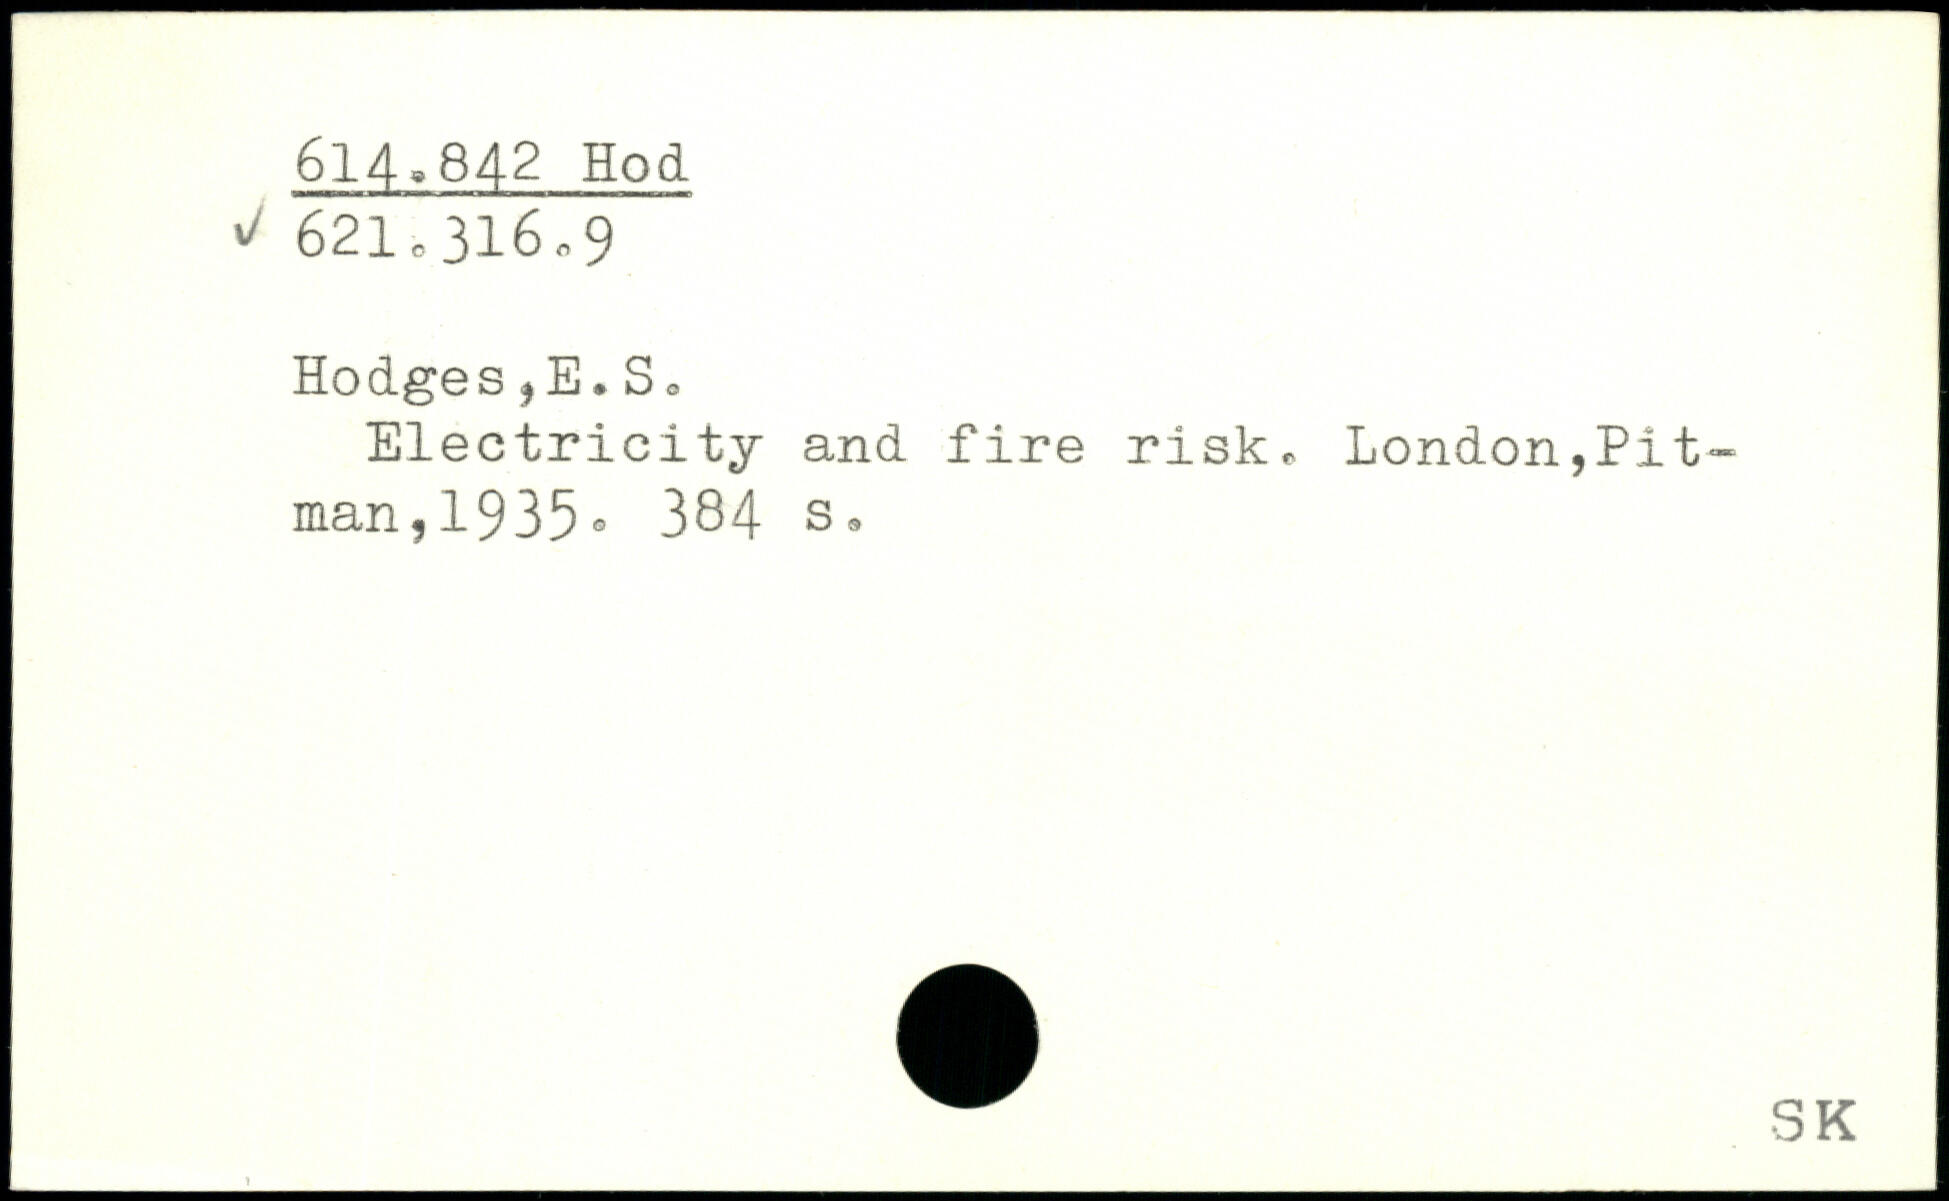 614.842 Hod
✓ 621.316.9
Hodges,E.S.
Electricity and fire risk. London,Pit-
man,1935. 384 s.
SK